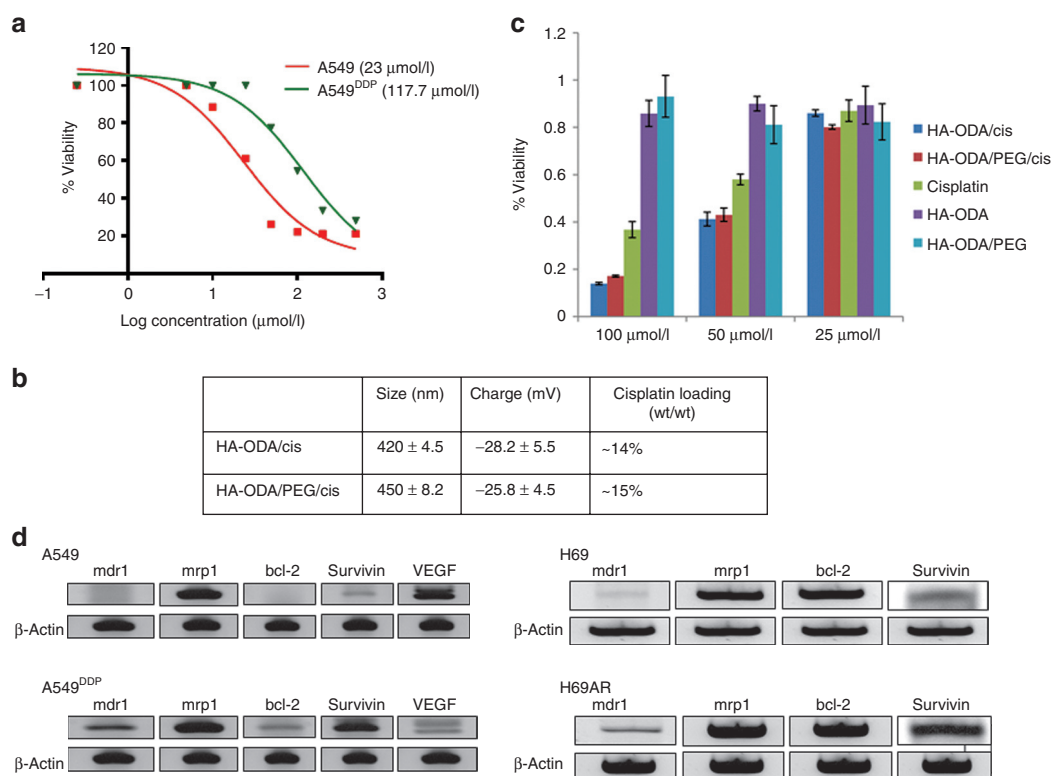 a
120
100
80
60
40
20
% Viability
−1
0
1
2
3
Log concentration (μmol/l)
A549 (23 μmol/l)
A549DDP (117.7 μmol/l)
c
1.2
1
0.8
0.6
0.4
0.2
0
% Viability
100 μmol/l
50 μmol/l
25 μmol/l
HA-ODA/cis
HA-ODA/PEG/cis
Cisplatin
HA-ODA
HA-ODA/PEG
b
Size (nm) Charge (mV) Cisplatin loading
(wt/wt)
HA-ODA/cis 420 ± 4.5 −28.2 ± 5.5 ~14%
HA-ODA/PEG/cis 450 ± 8.2 −25.8 ± 4.5 ~15%
d
A549
mdr1 mrp1 bcl-2 Survivin VEGF
β-Actin
H69
mdr1 mrp1 bcl-2 Survivin
β-Actin
A549DDP
mdr1 mrp1 bcl-2 Survivin VEGF
β-Actin
H69AR
mdr1 mrp1 bcl-2 Survivin
β-Actin